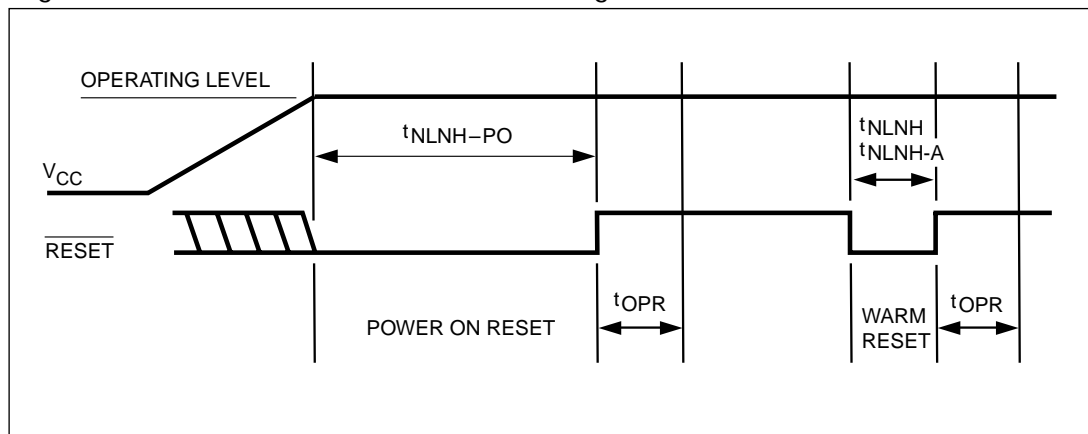 OPERATING LEVEL
tNLNH–PO
tNLNH
tNLNH-A
VCC
RESET
tOPR
POWER ON RESET
WARM
RESET
tOPR